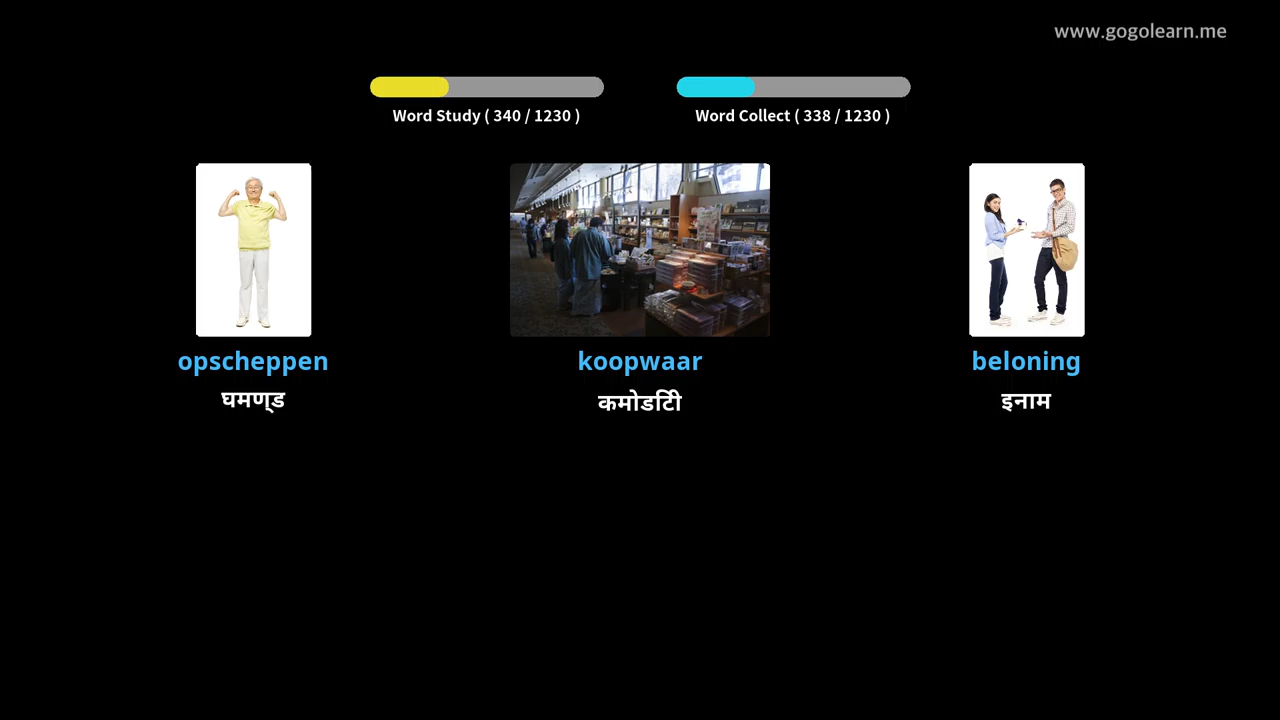 www.gogolearn.me
Word Study ( 340 / 1230 )
Word Collect ( 338 / 1230 )
opscheppen
koopwaar
beloning
घमण्ड
कमोडिटी
इनाम